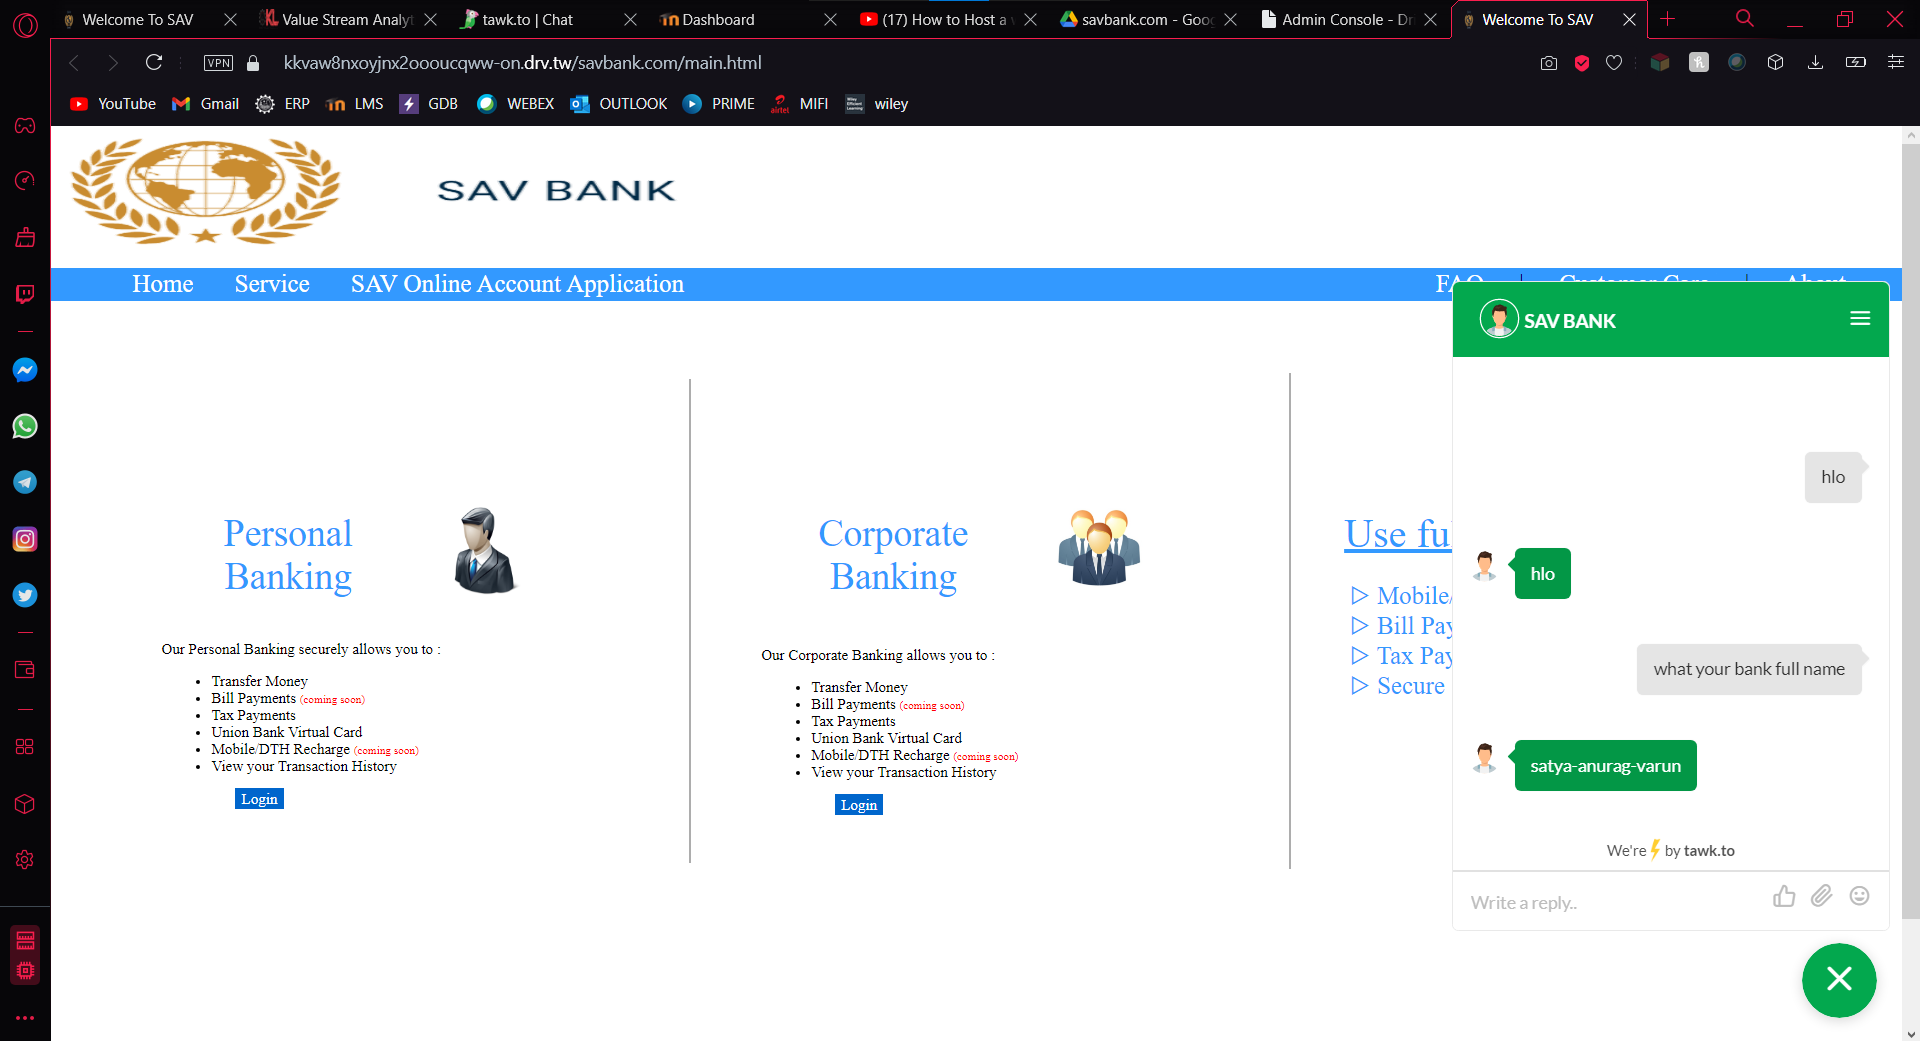 Welcome To SAV
Value Stream Analyt
tawk.to | Chat
Dashboard
(17) How to Host a
savbank.com - Goo
Admin Console - Dr
Welcome To SAV
VPN
kkvaw8nxoyjnx2oooucqww-on.drv.tw/savbank.com/main.html
YouTube
Gmail
ERP
LMS
GDB
WEBEX
OUTLOOK
PRIME
airtel
MIFI
wiley
SAV BANK
Home
Service
SAV Online Account Application
FAQ
Customer Care
About
SAV BANK
hlo
hlo
what your bank full name
satya-anurag-varun
We're by tawk.to
Write a reply..
Personal
Banking
Our Personal Banking securely allows you to :
• Transfer Money
• Bill Payments (coming soon)
• Tax Payments
• Union Bank Virtual Card
• Mobile/DTH Recharge (coming soon)
• View your Transaction History
Login
Corporate
Banking
Our Corporate Banking allows you to :
• Transfer Money
• Bill Payments (coming soon)
• Tax Payments
• Union Bank Virtual Card
• Mobile/DTH Recharge (coming soon)
• View your Transaction History
Login
Use ful
▷ Mobile/
▷ Bill Pay
▷ Tax Pay
▷ Secure